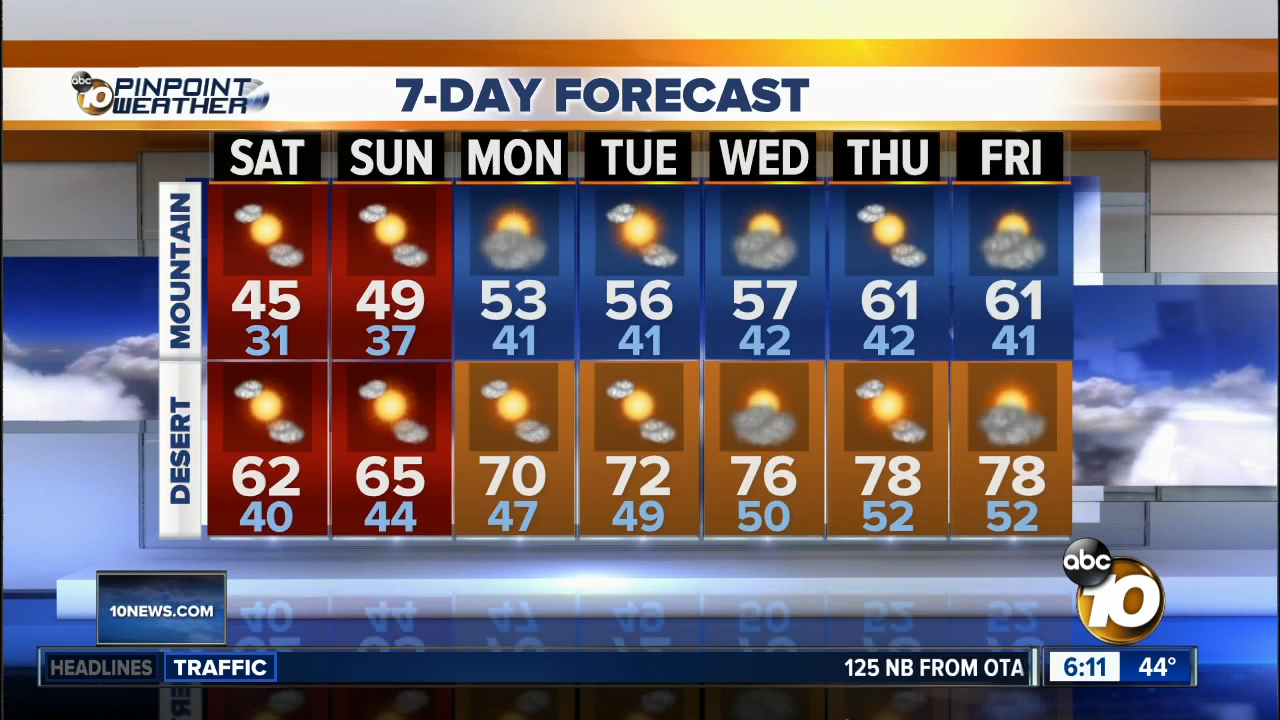 abc 10 PINPOINT WEATHER
7-DAY FORECAST
SAT SUN MON TUE WED THU FRI
MOUNTAIN
45 49 53 56 57 61 61
31 37 41 41 42 42 41
DESERT
62 65 70 72 76 78 78
40 44 47 49 50 52 52
abc 10
10NEWS.COM
HEADLINES TRAFFIC 125 NB FROM OTA 6:11 44°